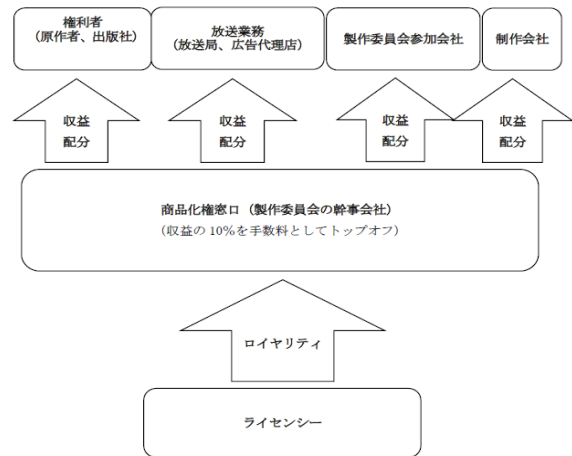 権利者
(原作者、出版社)
放送業務
(放送局、広告代理店)
製作委員会参加会社
制作会社
収益
配分
収益
配分
収益
配分
収益
配分
商品化権窓口(製作委員会の幹事会社)
(収益の 10%を手数料としてトップオフ)
ロイヤリティ
ライセンシー